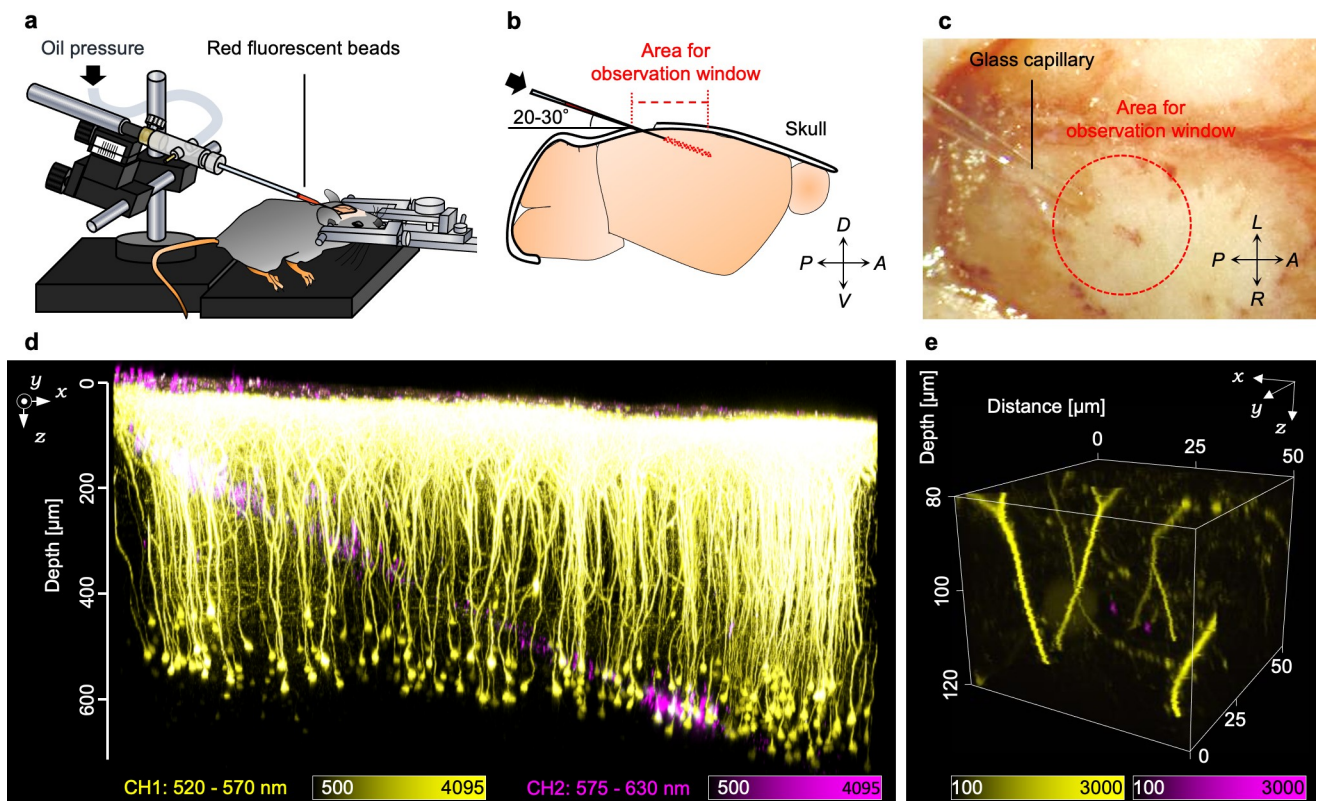 a
Oil pressure
Red fluorescent beads
b
Area for
observation window
20-30°
Skull
D
P A
V
c
Glass capillary
Area for
observation window
L
P A
R
d
y
x
z
0
200
400
600
Depth [μm]
CH1: 520 - 570 nm
500 4095
CH2: 575 - 630 nm
500 4095
e
x
y
z
Depth [μm]
Distance [μm]
0
25
50
80
100
120
50
25
0
100 3000
100 3000